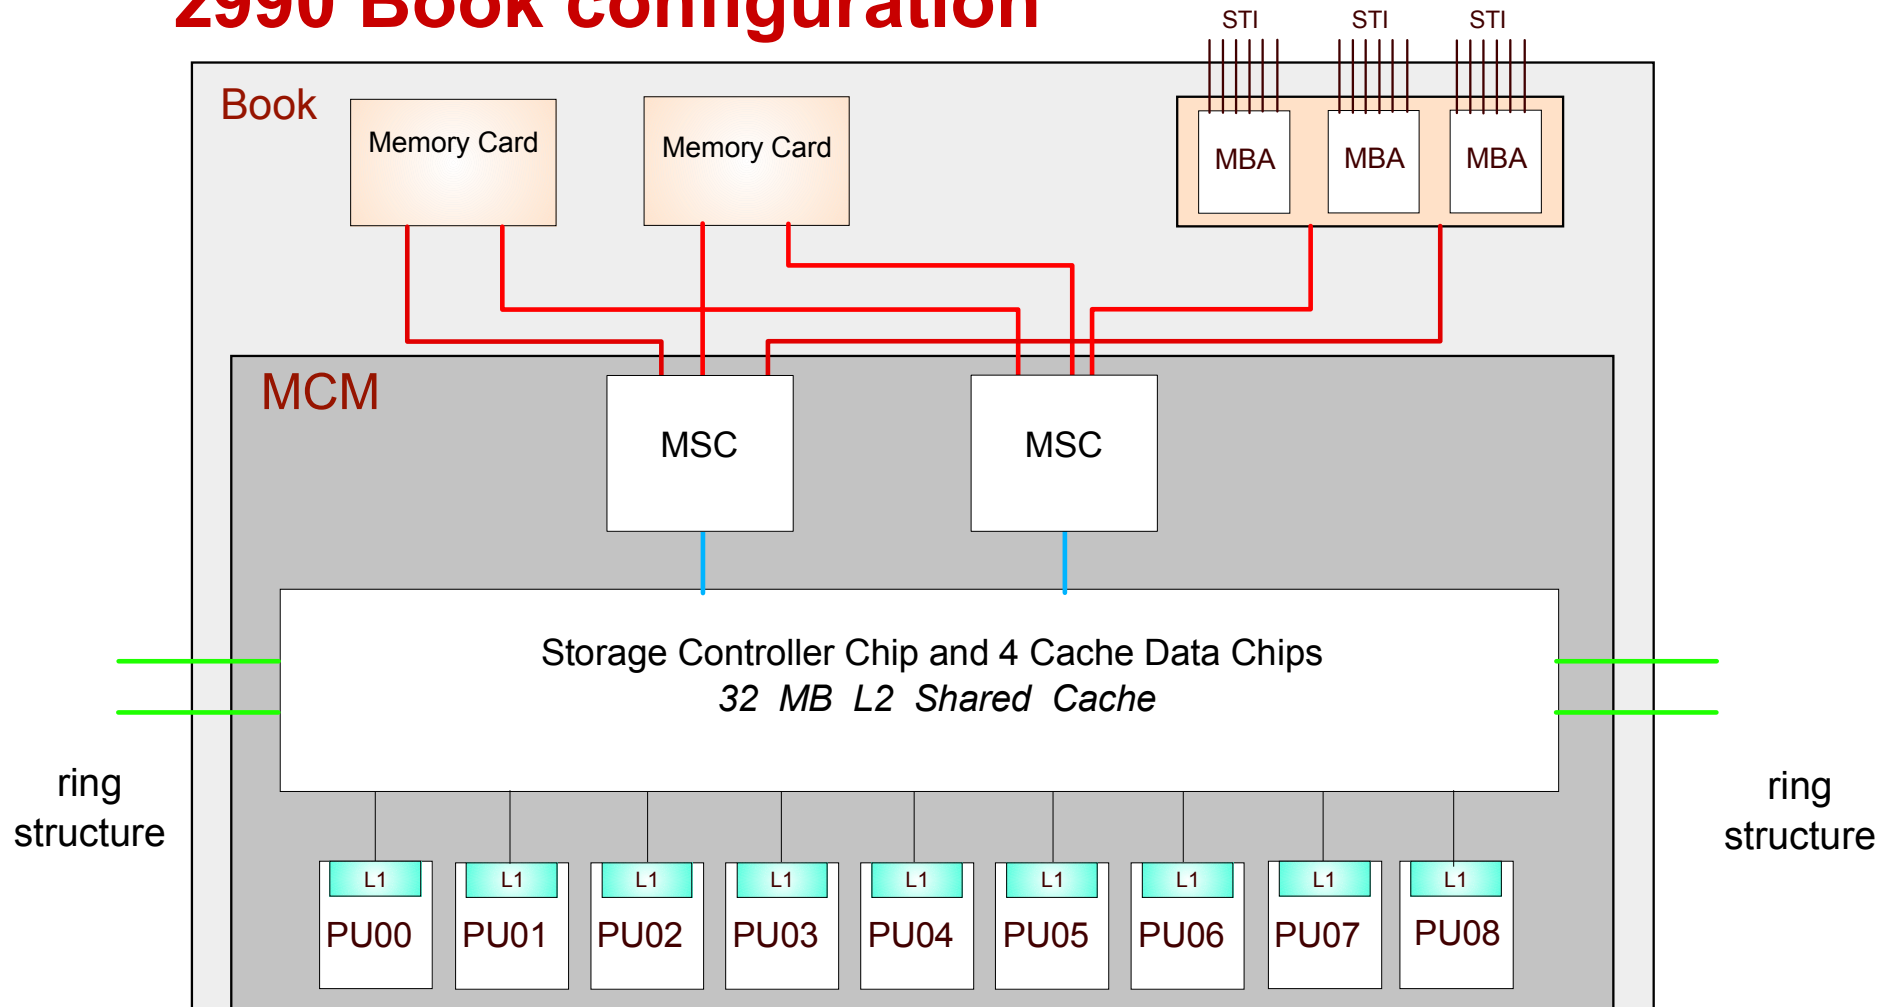 2990 Book configuration
STI STI STI
Book
Memory Card Memory Card
MBA MBA MBA
MCM
MSC MSC
Storage Controller Chip and 4 Cache Data Chips
32 MB L2 Shared Cache
ring
structure
ring
structure
L1 L1 L1 L1 L1 L1 L1 L1 L1
PU00 PU01 PU02 PU03 PU04 PU05 PU06 PU07 PU08